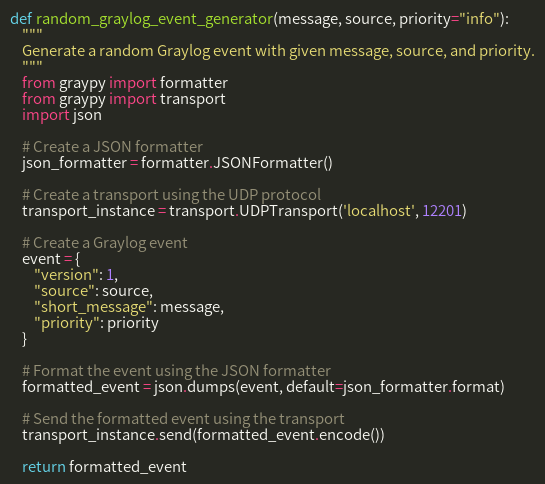 def random_graylog_event_generator(message, source, priority="info"):
    """
    Generate a random Graylog event with given message, source, and priority.
    """
    from graypy import formatter
    from graypy import transport
    import json

    # Create a JSON formatter
    json_formatter = formatter.JSONFormatter()

    # Create a transport using the UDP protocol
    transport_instance = transport.UDPTransport('localhost', 12201)

    # Create a Graylog event
    event = {
        "version": 1,
        "source": source,
        "short_message": message,
        "priority": priority
    }

    # Format the event using the JSON formatter
    formatted_event = json.dumps(event, default=json_formatter.format)

    # Send the formatted event using the transport
    transport_instance.send(formatted_event.encode())

    return formatted_event